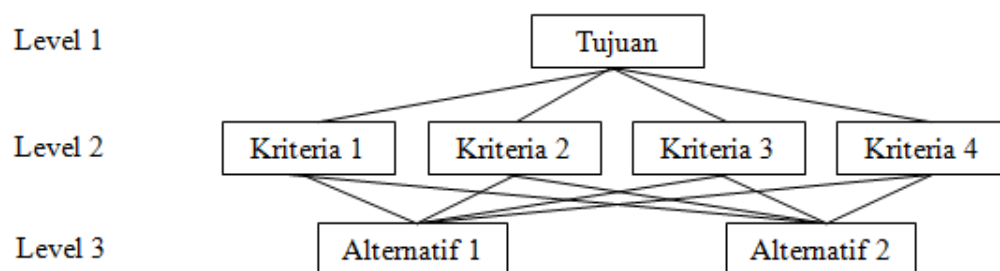 Level 1
Tujuan
Level 2
Kriteria 1
Kriteria 2
Kriteria 3
Kriteria 4
Level 3
Alternatif 1
Alternatif 2